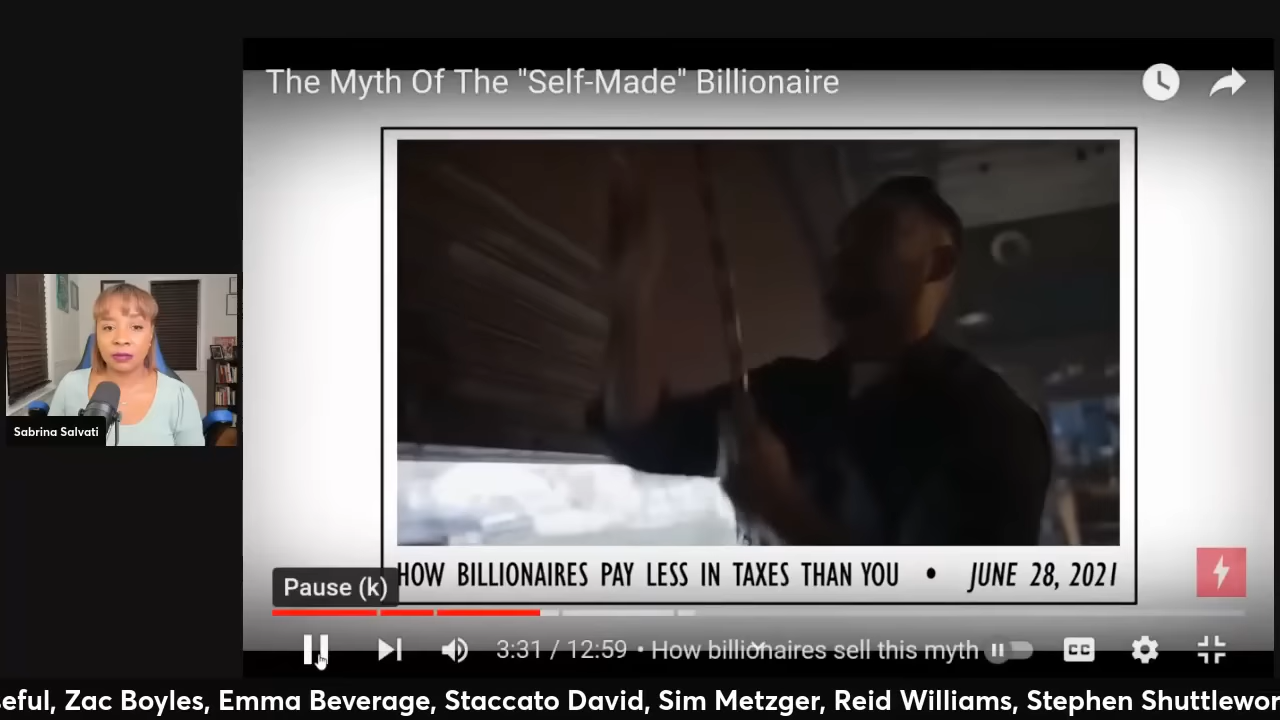 The Myth Of The "Self-Made" Billionaire
Sabrina Salvati
HOW BILLIONAIRES PAY LESS IN TAXES THAN YOU • JUNE 28, 2021
Pause (k)
3:31 / 12:59 • How billionaires sell this myth
CC
Zac Boyles, Emma Beverage, Staccato David, Sim Metzger, Reid Williams, Stephen